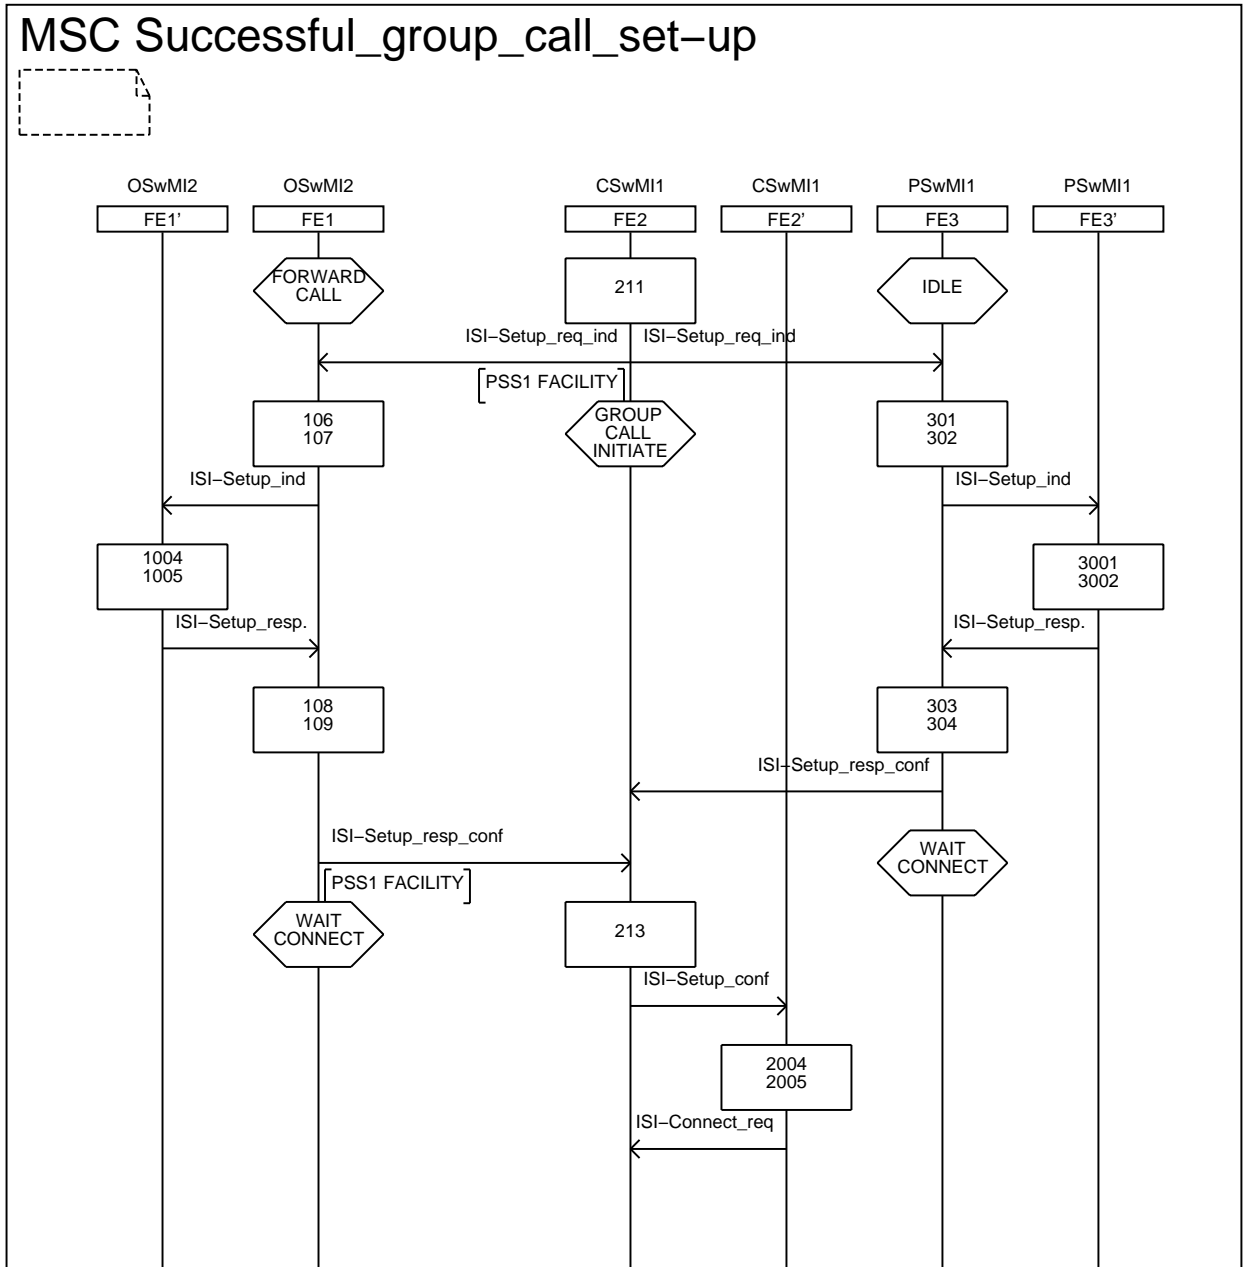 MSC Successful_group_call_set−up
OSwMI2
OSwMI2
CSwMI1
CSwMI1
PSwMI1
PSwMI1
FE1'
FE1
FE2
FE2'
FE3
FE3'
FORWARD
CALL
211
IDLE
ISI−Setup_req_ind
ISI−Setup_req_ind
PSS1 FACILITY
106
107
GROUP
CALL
INITIATE
301
302
ISI−Setup_ind
ISI−Setup_ind
1004
1005
3001
3002
ISI−Setup_resp.
ISI−Setup_resp.
108
109
303
304
ISI−Setup_resp_conf
ISI−Setup_resp_conf
WAIT
CONNECT
PSS1 FACILITY
WAIT
CONNECT
213
ISI−Setup_conf
2004
2005
ISI−Connect_req